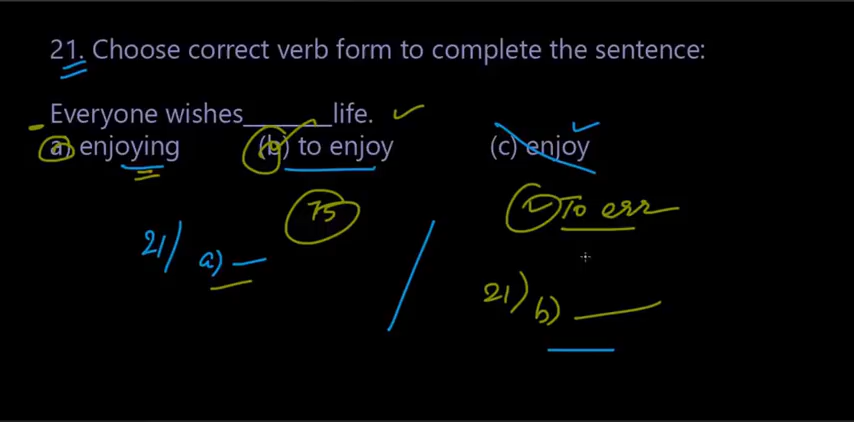 21. Choose correct verb form to complete the sentence:
Everyone wishes______life.
a) enjoying (b) to enjoy (c) enjoy
75
To err
21) a)
21) b)